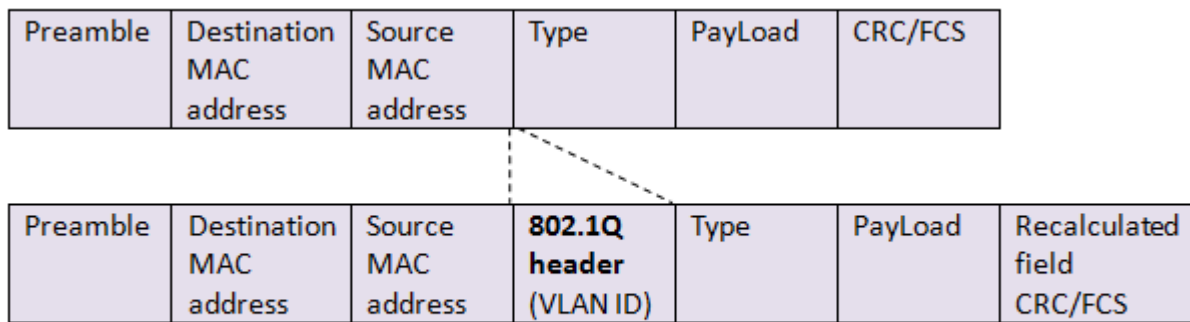 Preamble Destination Source Type PayLoad CRC/FCS
MAC MAC
address address
Preamble Destination Source 802.1Q Type PayLoad Recalculated
MAC MAC header field
address address (VLAN ID) CRC/FCS